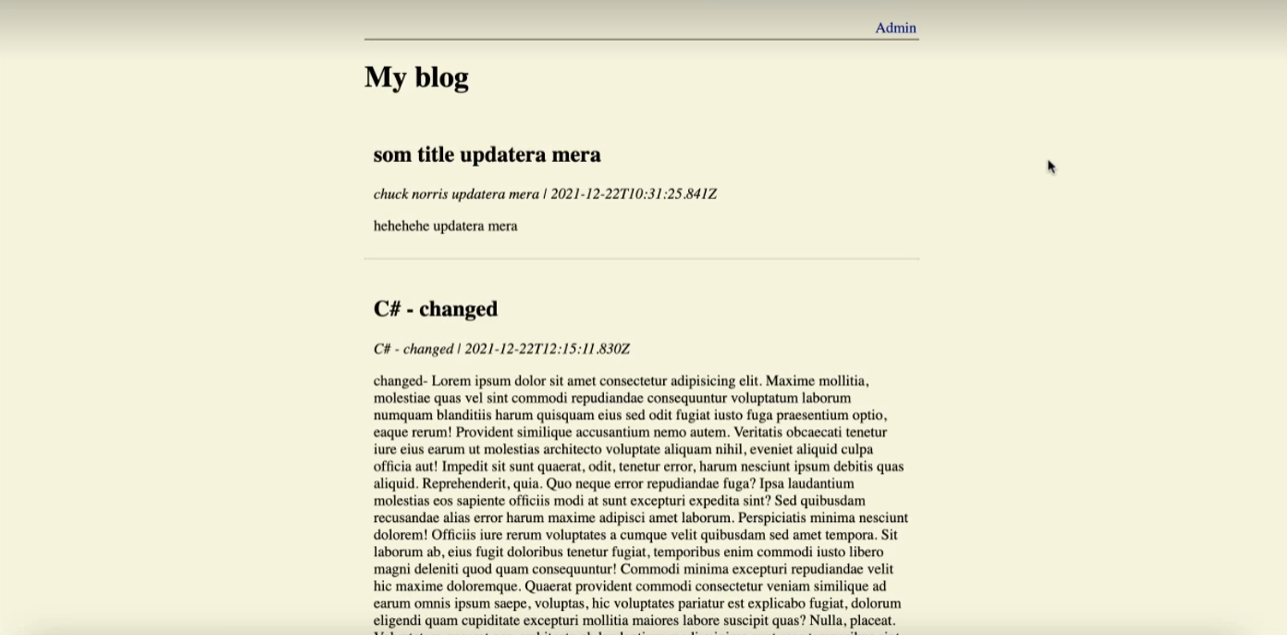 Admin
My blog
som title updatera mera
chuck norris updatera mera | 2021-12-22T10:31:25.841Z
hehehehe updatera mera
C# - changed
C# - changed | 2021-12-22T12:15:11.830Z
changed- Lorem ipsum dolor sit amet consectetur adipisicing elit. Maxime mollitia,
molestiae quas vel sint commodi repudiandae consequuntur voluptatum laborum
numquam blanditiis harum quisquam eius sed odit fugiat iusto fuga praesentium optio,
eaque rerum! Provident similique accusantium nemo autem. Veritatis obcaecati tenetur
iure eius earum ut molestias architecto voluptate aliquam nihil, eveniet aliquid culpa
officia aut! Impedit sit sunt quaerat, odit, tenetur error, harum nesciunt ipsum debitis quas
aliquid. Reprehenderit, quia. Quo neque error repudiandae fuga? Ipsa laudantium
molestias eos sapiente officiis modi at sunt excepturi expedita sint? Sed quibusdam
recusandae alias error harum maxime adipisci amet laborum. Perspiciatis minima nesciunt
dolorem! Officiis iure rerum voluptates a cumque velit quibusdam sed amet tempora. Sit
laborum ab, eius fugit doloribus tenetur fugiat, temporibus enim commodi iusto libero
magni deleniti quod quam consequuntur! Commodi minima excepturi repudiandae velit
hic maxime doloremque. Quaerat provident commodi consectetur veniam similique ad
earum omnis ipsum saepe, voluptas, hic voluptates pariatur est explicabo fugiat, dolorum
eligendi quam cupiditate excepturi mollitia maiores labore suscipit quas? Nulla, placeat.